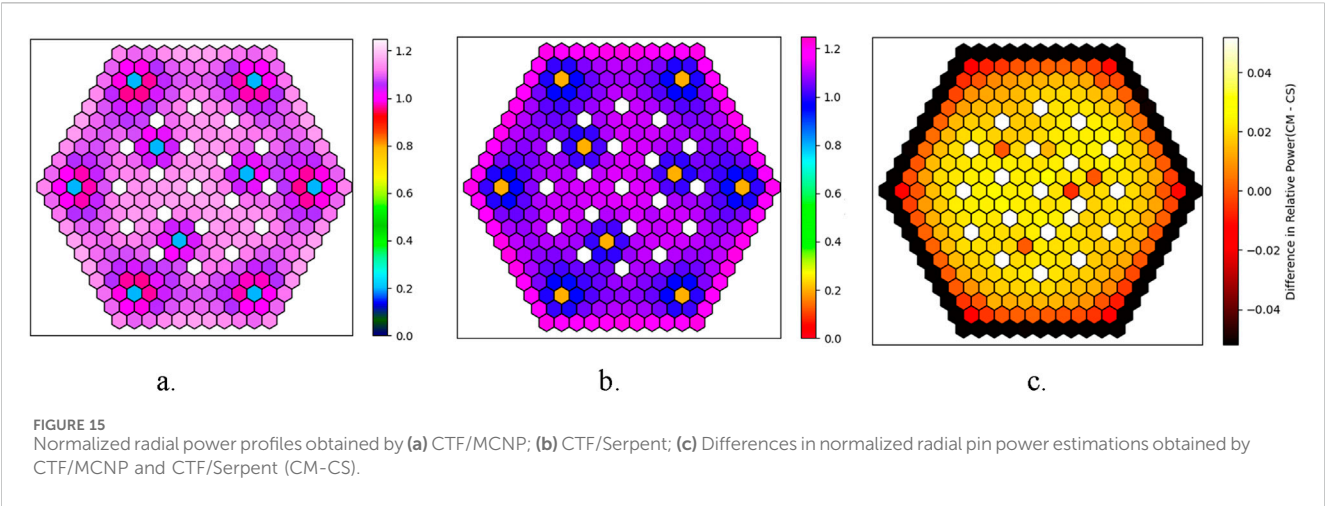 1.2
1.0
0.8
0.6
0.4
0.2
0.0
1.2
1.0
0.8
0.6
0.4
0.2
0.0
0.04
0.02
0.00
−0.02
−0.04
Difference in Relative Power(CM - CS)
a.
b.
c.
FIGURE 15
Normalized radial power profiles obtained by (a) CTF/MCNP; (b) CTF/Serpent; (c) Differences in normalized radial pin power estimations obtained by
CTF/MCNP and CTF/Serpent (CM-CS).